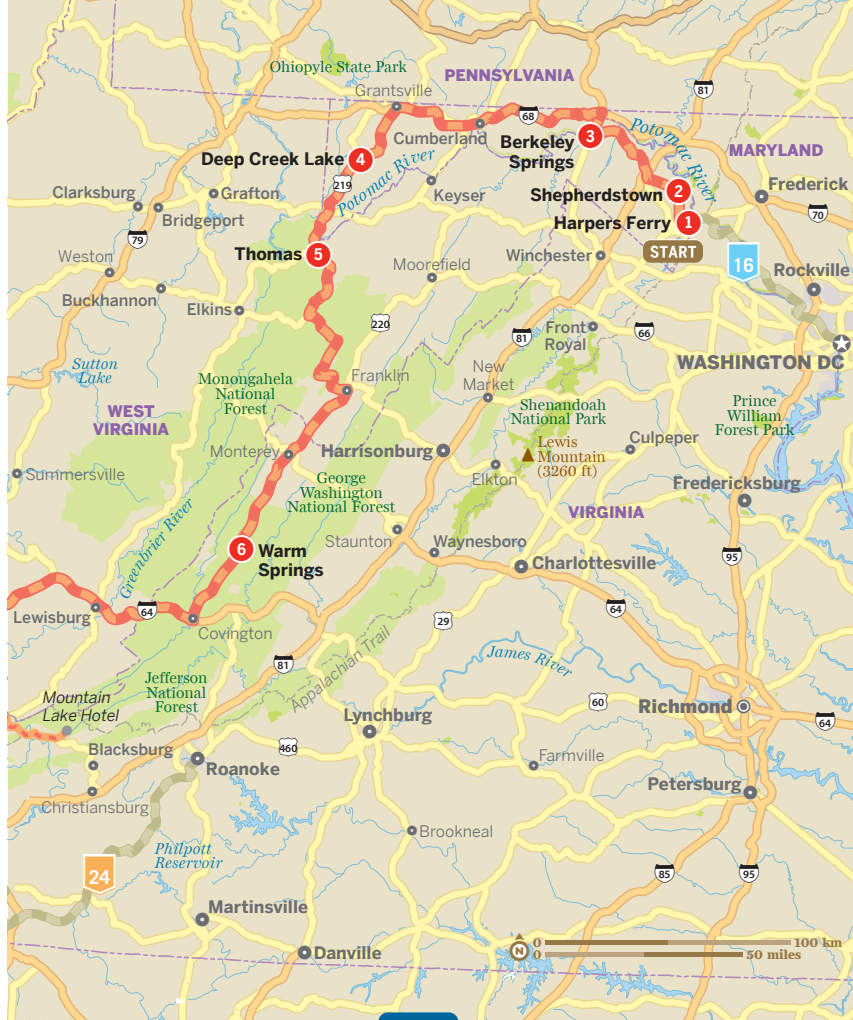 Ohiopyle State Park
PENNSYLVANIA
81
Grantsville
68
Cumberland
Berkeley
Springs
3
Potomac River
MARYLAND
Deep Creek Lake
4
219
Potomac River
Keyser
Shepherdstown
2
Frederick
Harpers Ferry
1
START
70
Clarksburg
Grafton
Bridgeport
79
Weston
Thomas
5
Moorefield
Winchester
16
Rockville
Buckhannon
Elkins
220
81
Front
Royal
66
WASHINGTON DC
Sutton
Lake
Monongahela
National
Forest
Franklin
New
Market
Shenandoah
National Park
Prince
William
Forest Park
WEST
VIRGINIA
Monterey
Harrisonburg
Lewis
Mountain
(3260 ft)
Culpeper
Summersville
George
Washington
National Forest
Elkton
Fredericksburg
VIRGINIA
Greenbrier River
6
Warm
Springs
Staunton
Waynesboro
Charlottesville
95
Lewisburg
64
Covington
29
64
81
Appalachian Trail
James River
Jefferson
National
Forest
Mountain
Lake Hotel
Lynchburg
60
Richmond
64
Blacksburg
Roanoke
460
Farmville
Petersburg
Christiansburg
Brookneal
Philpott
Reservoir
24
85
95
Martinsville
Danville
N
0
100 km
0
50 miles